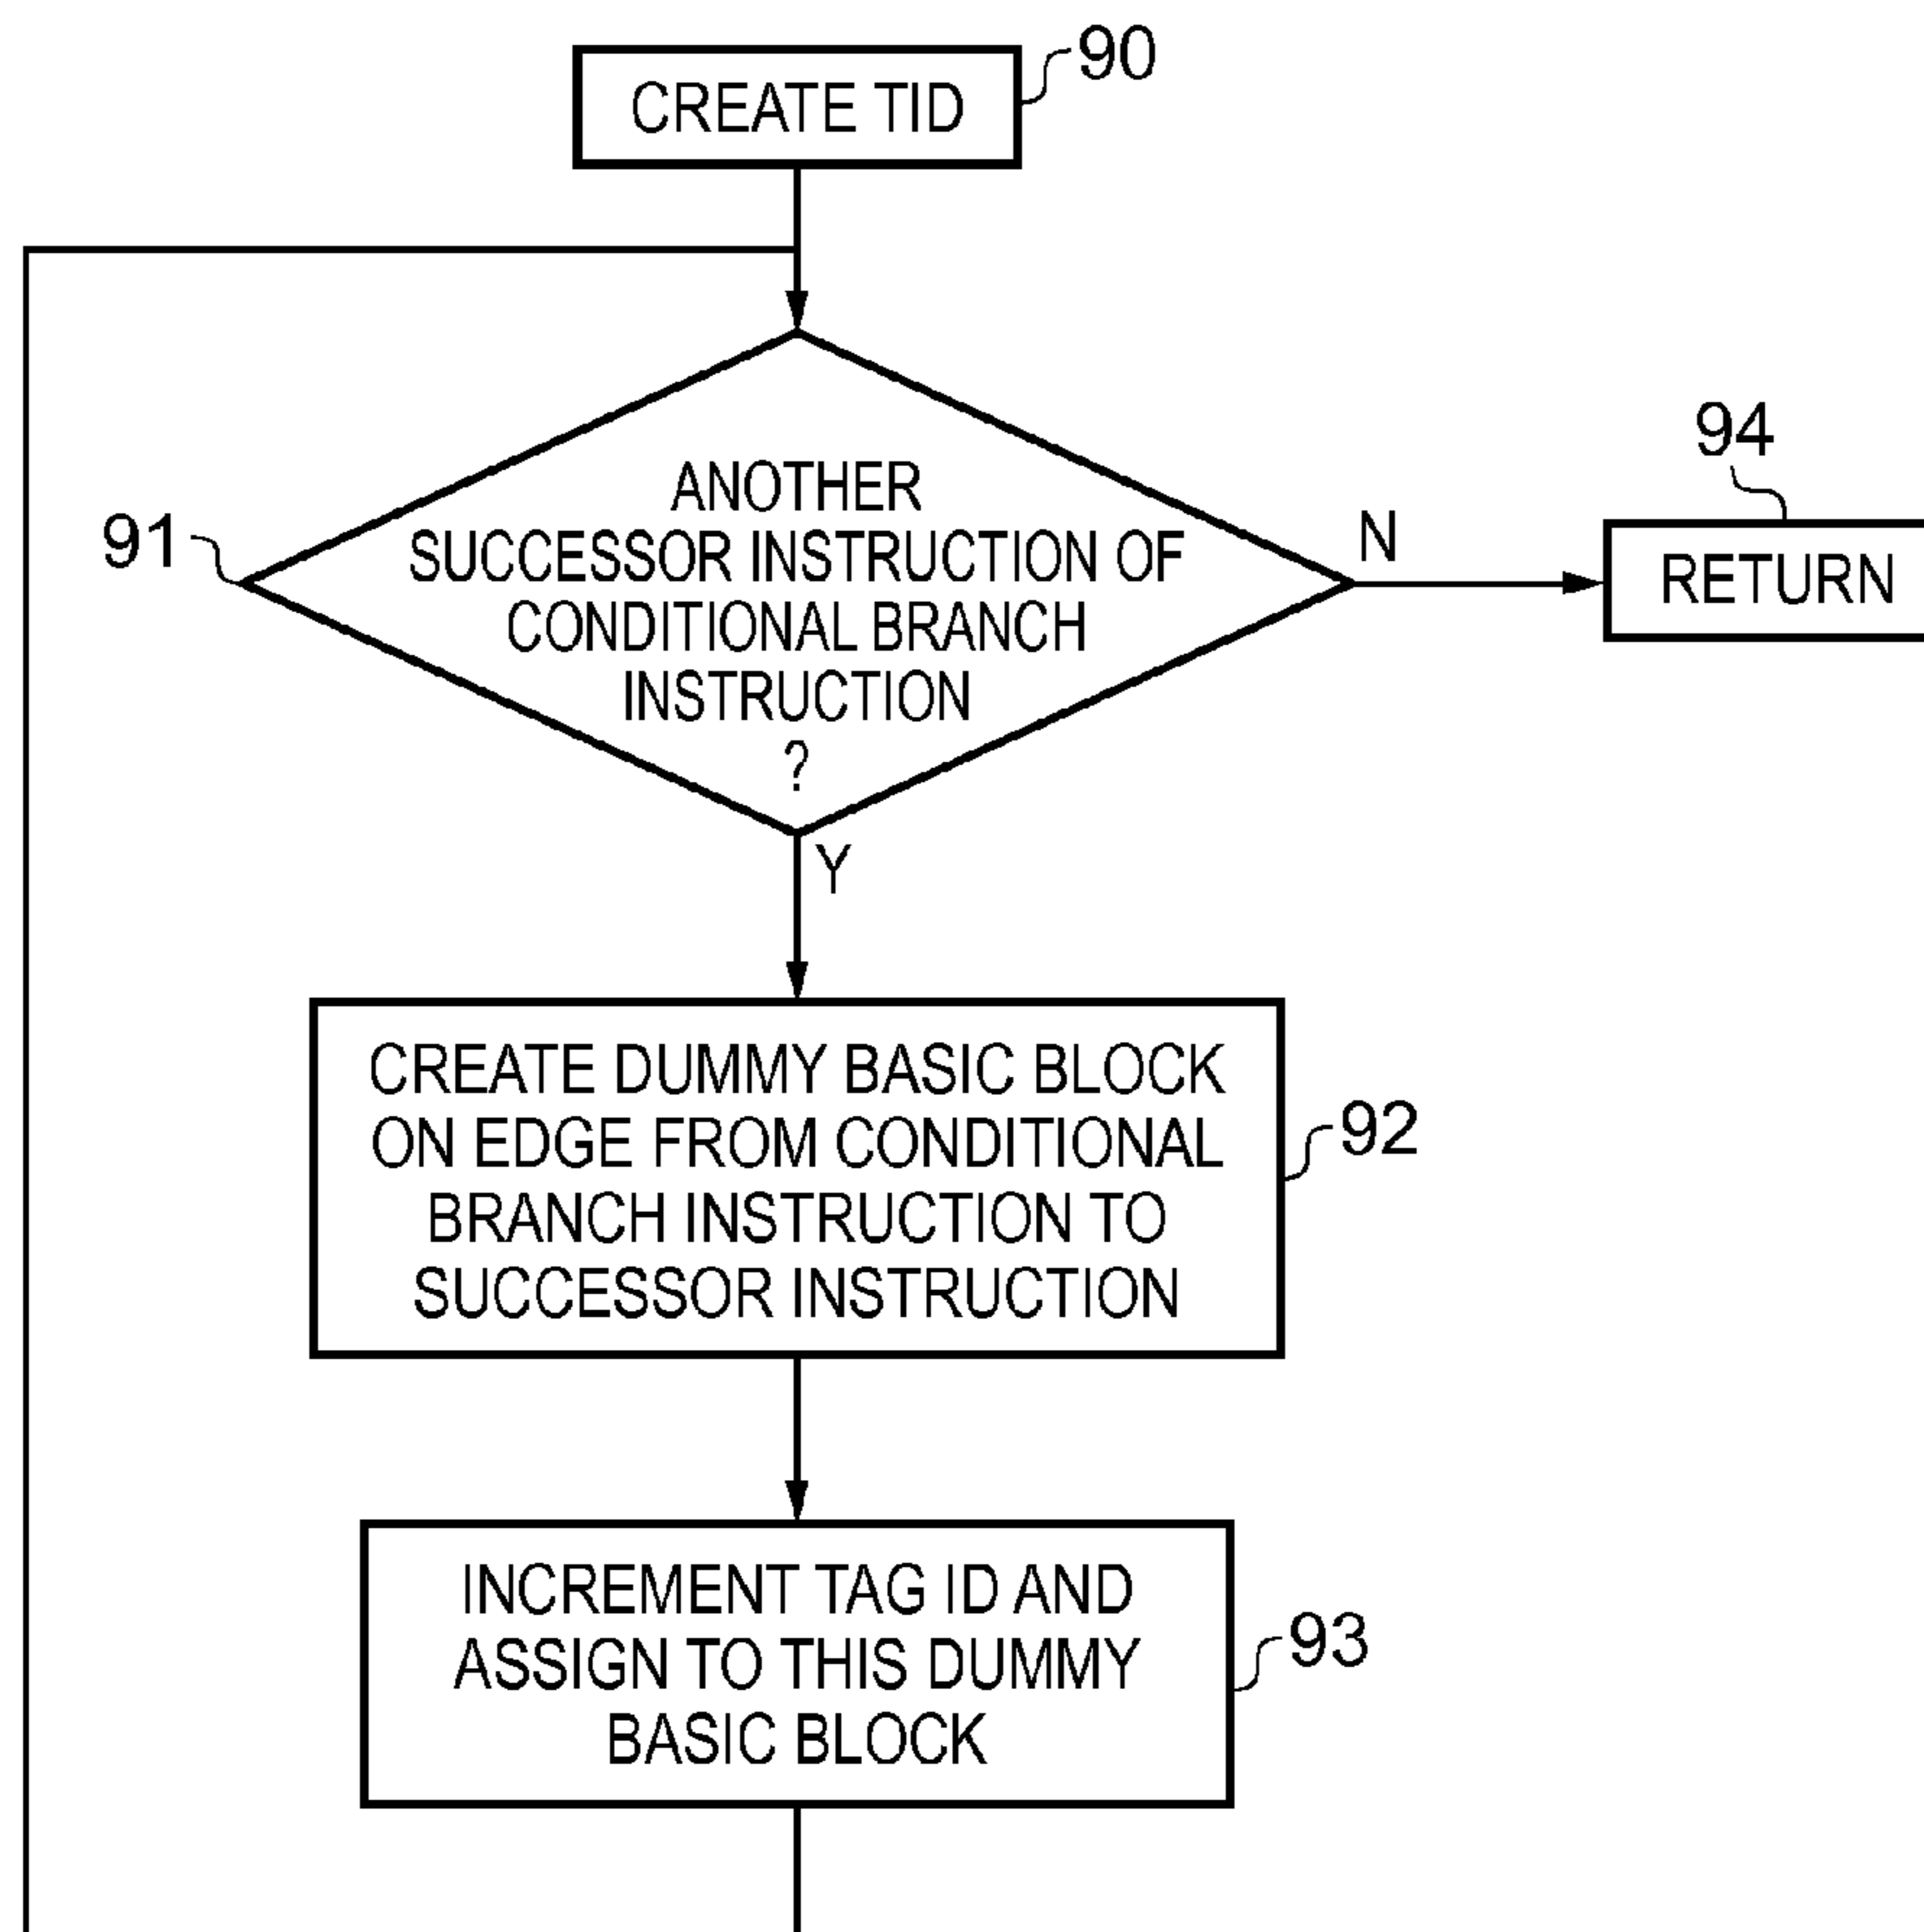 CREATE TID
90
91
ANOTHER
SUCCESSOR INSTRUCTION OF
CONDITIONAL BRANCH
INSTRUCTION
?
N
94
RETURN
Y
CREATE DUMMY BASIC BLOCK
ON EDGE FROM CONDITIONAL
BRANCH INSTRUCTION TO
SUCCESSOR INSTRUCTION
92
INCREMENT TAG ID AND
ASSIGN TO THIS DUMMY
BASIC BLOCK
93